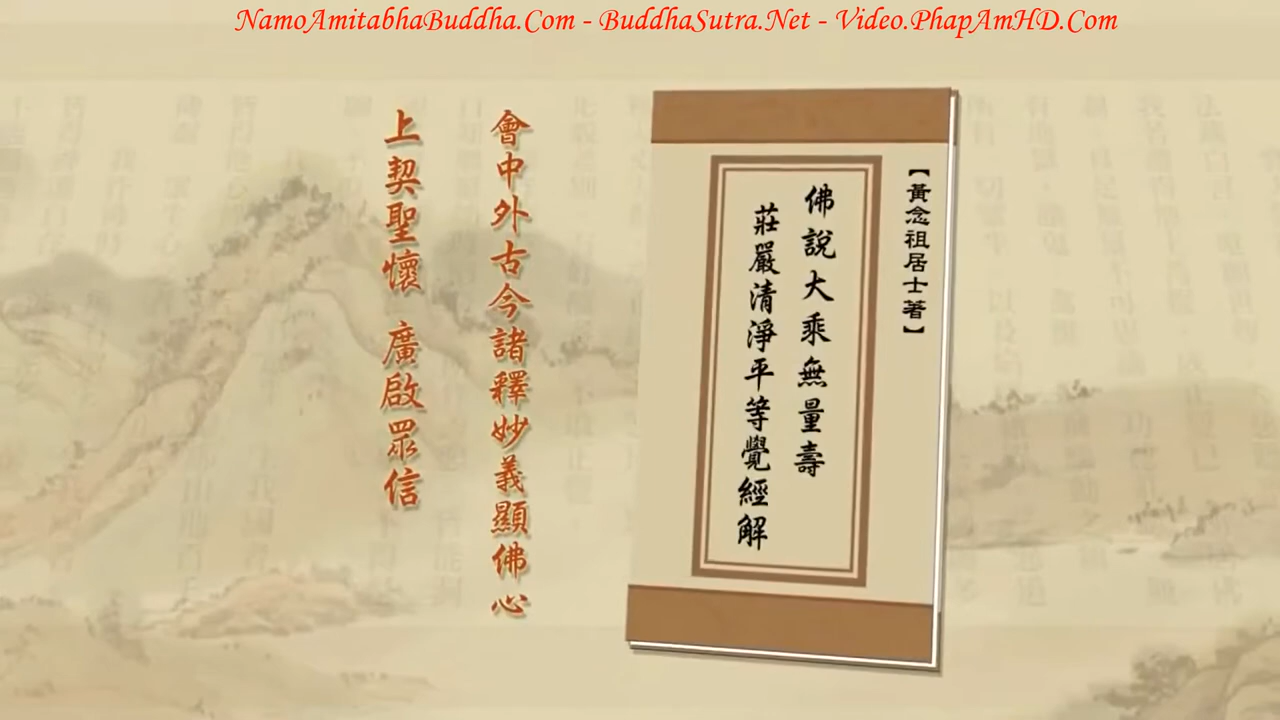 NamoAmitabhaBuddha.Com - BuddhaSutra.Net - Video.PhapAmHD.Com
【黃念祖居士著】
佛說大乘無量壽
莊嚴清淨平等覺經解
會中外古今諸釋妙義顯佛心
上契聖懷 廣啟眾信